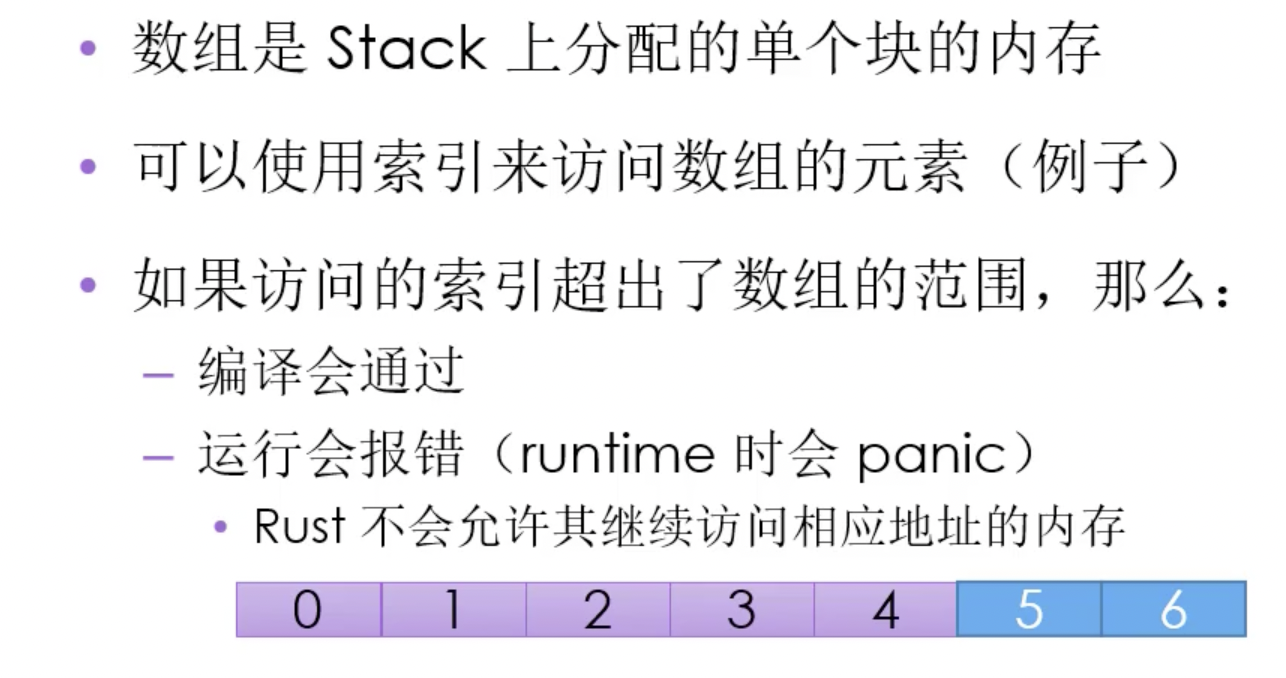 • 数组是 Stack 上分配的单个块的内存
• 可以使用索引来访问数组的元素（例子）
• 如果访问的索引超出了数组的范围，那么：
– 编译会通过
– 运行会报错（runtime 时会 panic）
• Rust 不会允许其继续访问相应地址的内存
0 1 2 3 4 5 6